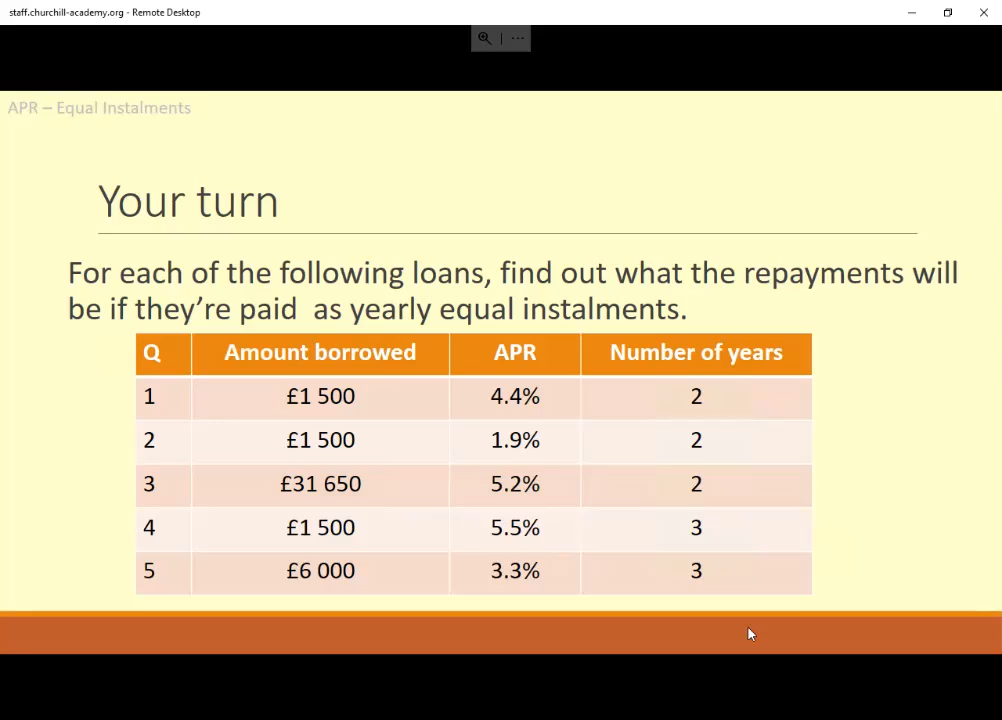 staff.churchill-academy.org - Remote Desktop
APR – Equal Instalments
Your turn
For each of the following loans, find out what the repayments will
be if they’re paid  as yearly equal instalments.
Q Amount borrowed APR Number of years
1 £1 500 4.4% 2
2 £1 500 1.9% 2
3 £31 650 5.2% 2
4 £1 500 5.5% 3
5 £6 000 3.3% 3